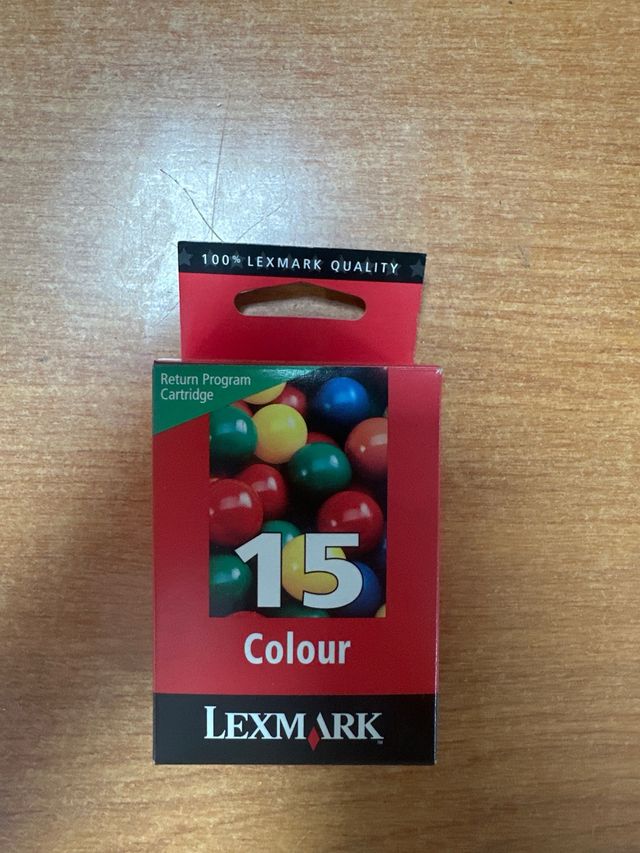 100% LEXMARK QUALITY
Return Program
Cartridge
15
Colour
LEXMARK